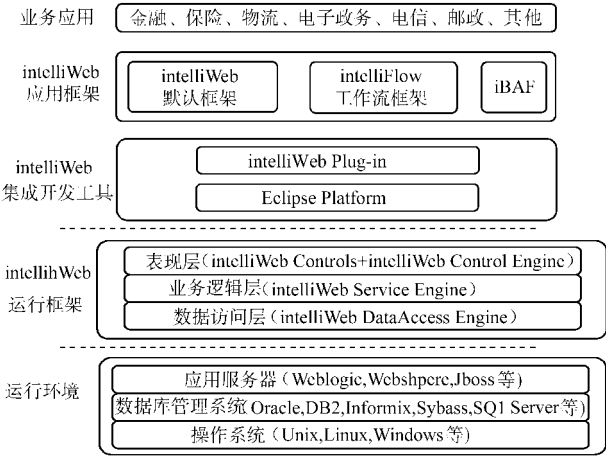 业务应用
金融、保险、物流、电子政务、电信、邮政、其他
intelliWeb
应用框架
intelliWeb
默认框架
intelliFlow
工作流框架
iBAF
intelliWeb
集成开发工具
intelliWeb Plug-in
Eclipse Platform
intellihWeb
运行框架
表现层(intelliWeb Controls+intelliWeb Control Engine)
业务逻辑层(intelliWeb Service Engine)
数据访问层(intelliWeb DataAccess Engine)
运行环境
应用服务器(Weblogic,Webshpere,Jboss等)
数据库管理系统 Oracle,DB2,Informix,Sybass,SQ1 Server等)
操作系统(Unix,Linux,Windows等)